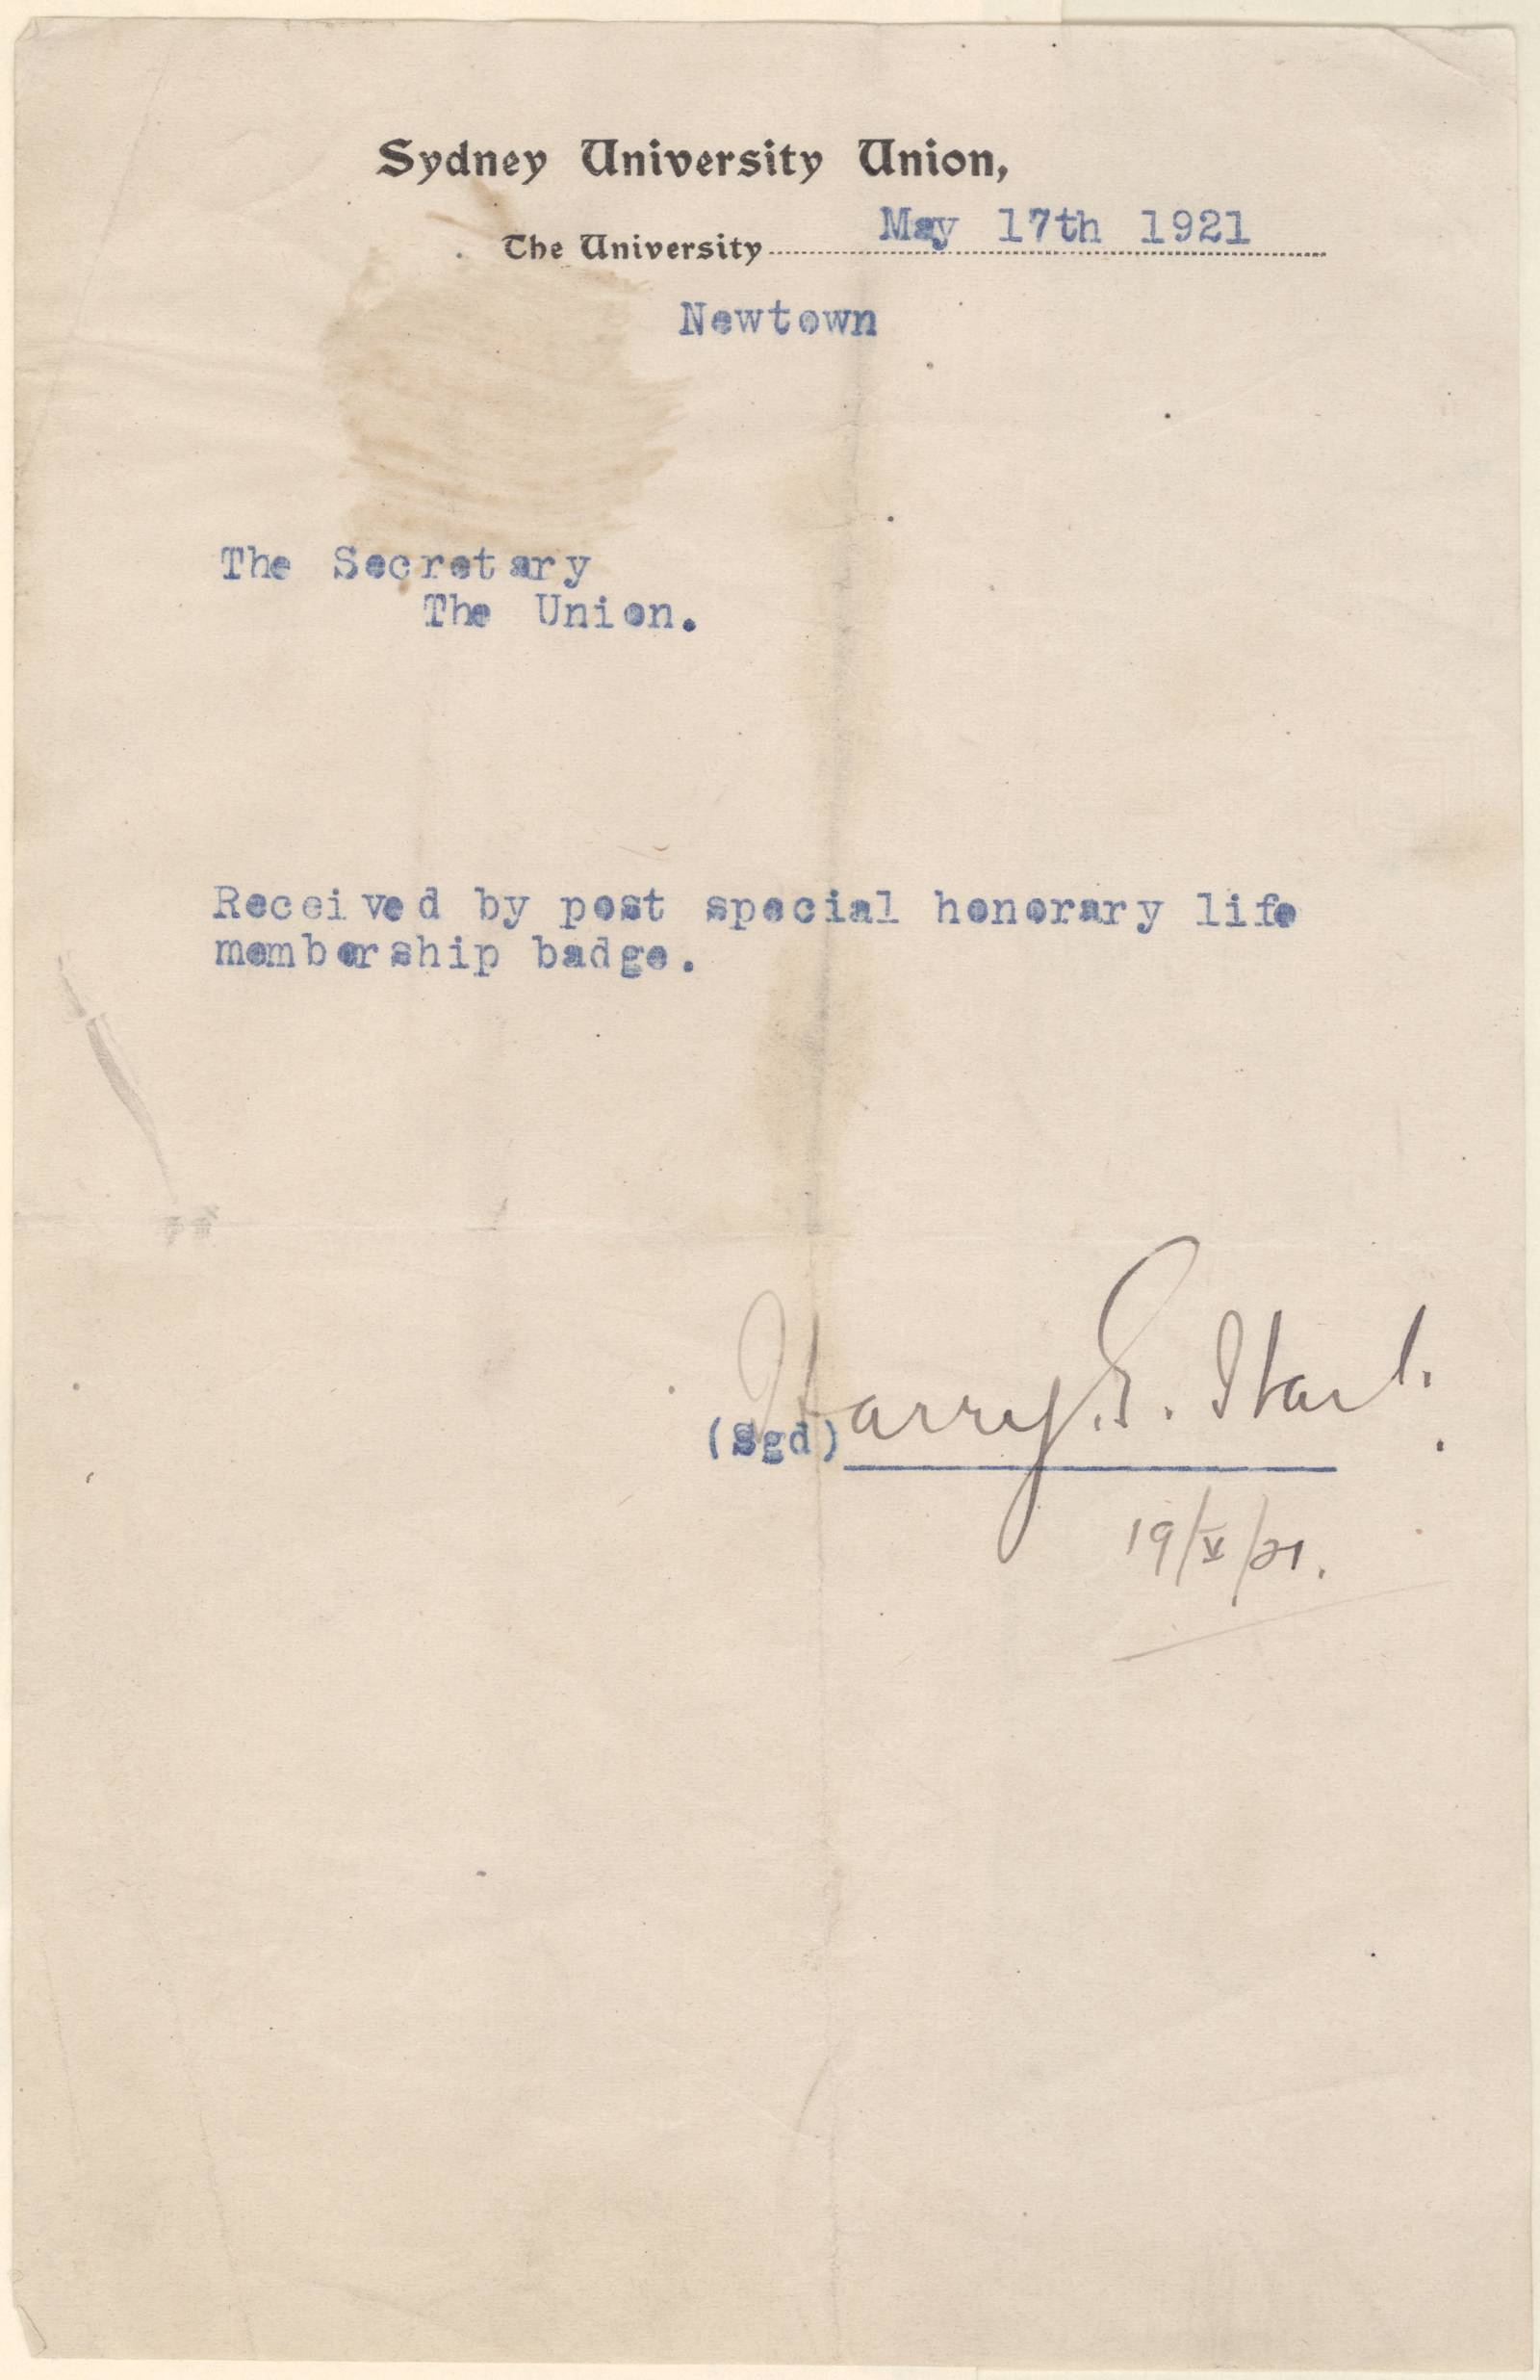 Sydney University Union,
The University May 17th 1921
Newtown
The Secretary
The Union.
Received by post special honorary life
membership badge.
(Sgd) Harry E.
19/V/21.